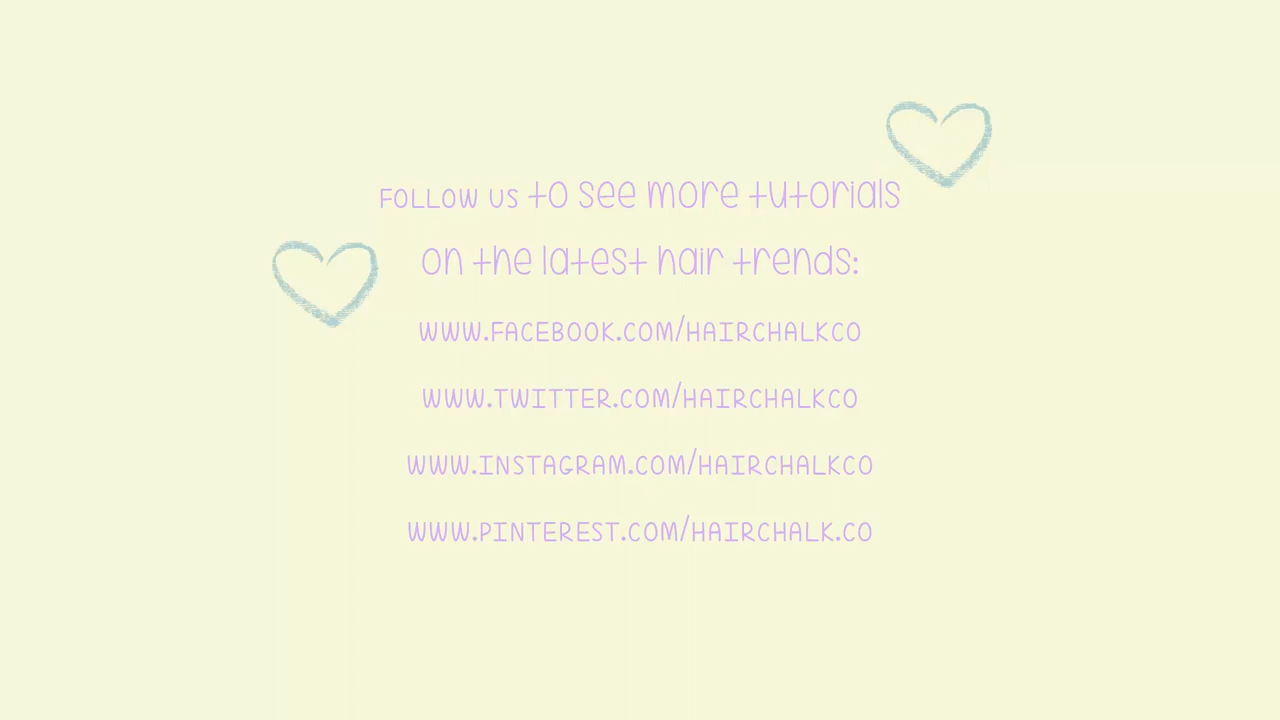 FOLLOW US to see more tutorials
on the latest hair trends:
WWW.FACEBOOK.COM/HAIRCHALKCO
WWW.TWITTER.COM/HAIRCHALKCO
WWW.INSTAGRAM.COM/HAIRCHALKCO
WWW.PINTEREST.COM/HAIRCHALK.CO